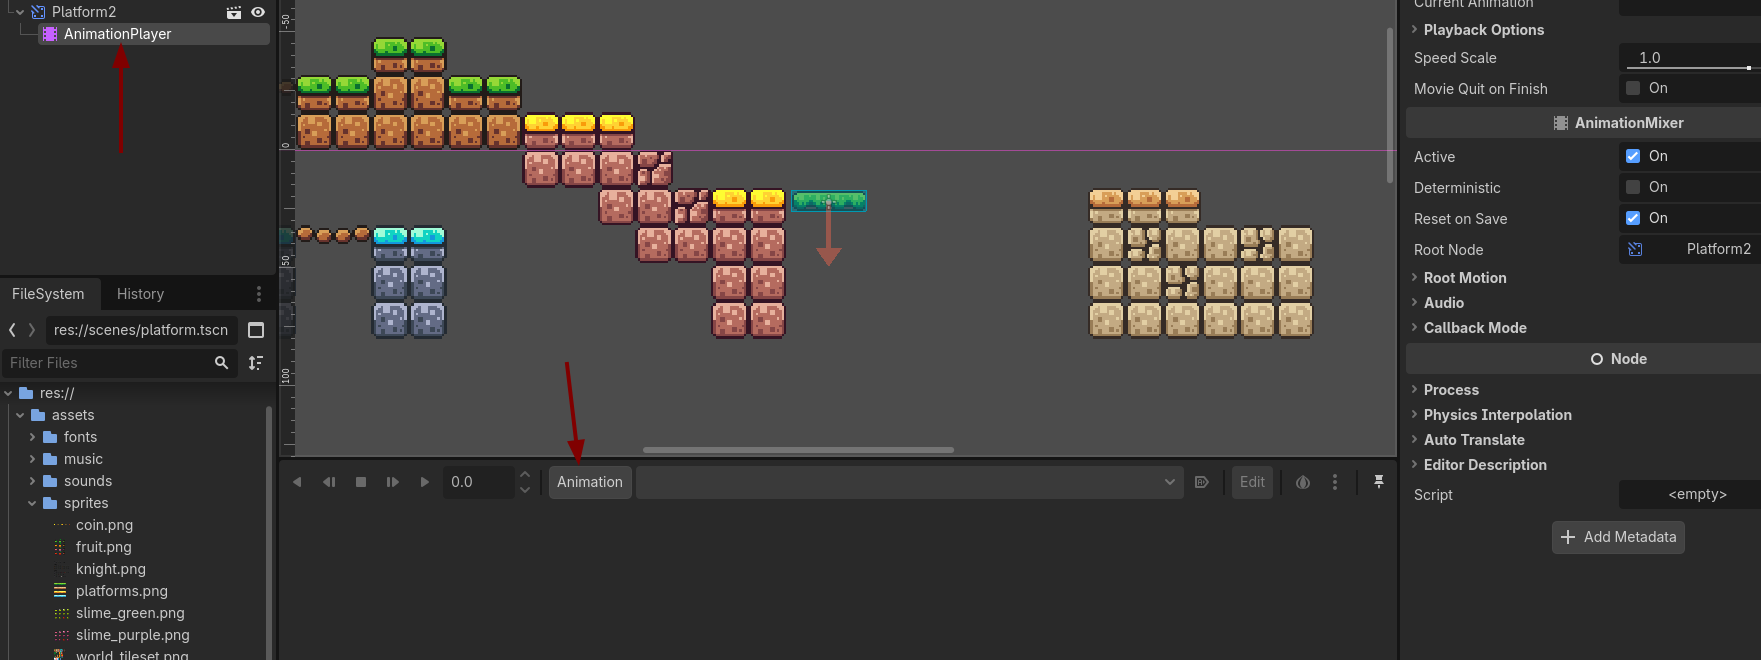 Platform2
AnimationPlayer
FileSystem
History
res://scenes/platform.tscn
Filter Files
res://
assets
fonts
music
sounds
sprites
coin.png
fruit.png
knight.png
platforms.png
slime_green.png
slime_purple.png
world_tileset.png
-50
0
50
100
0.0
Animation
Edit
Current Animation
Playback Options
Speed Scale
1.0
Movie Quit on Finish
On
AnimationMixer
Active
On
Deterministic
On
Reset on Save
On
Root Node
Platform2
Root Motion
Audio
Callback Mode
Node
Process
Physics Interpolation
Auto Translate
Editor Description
Script
<empty>
Add Metadata